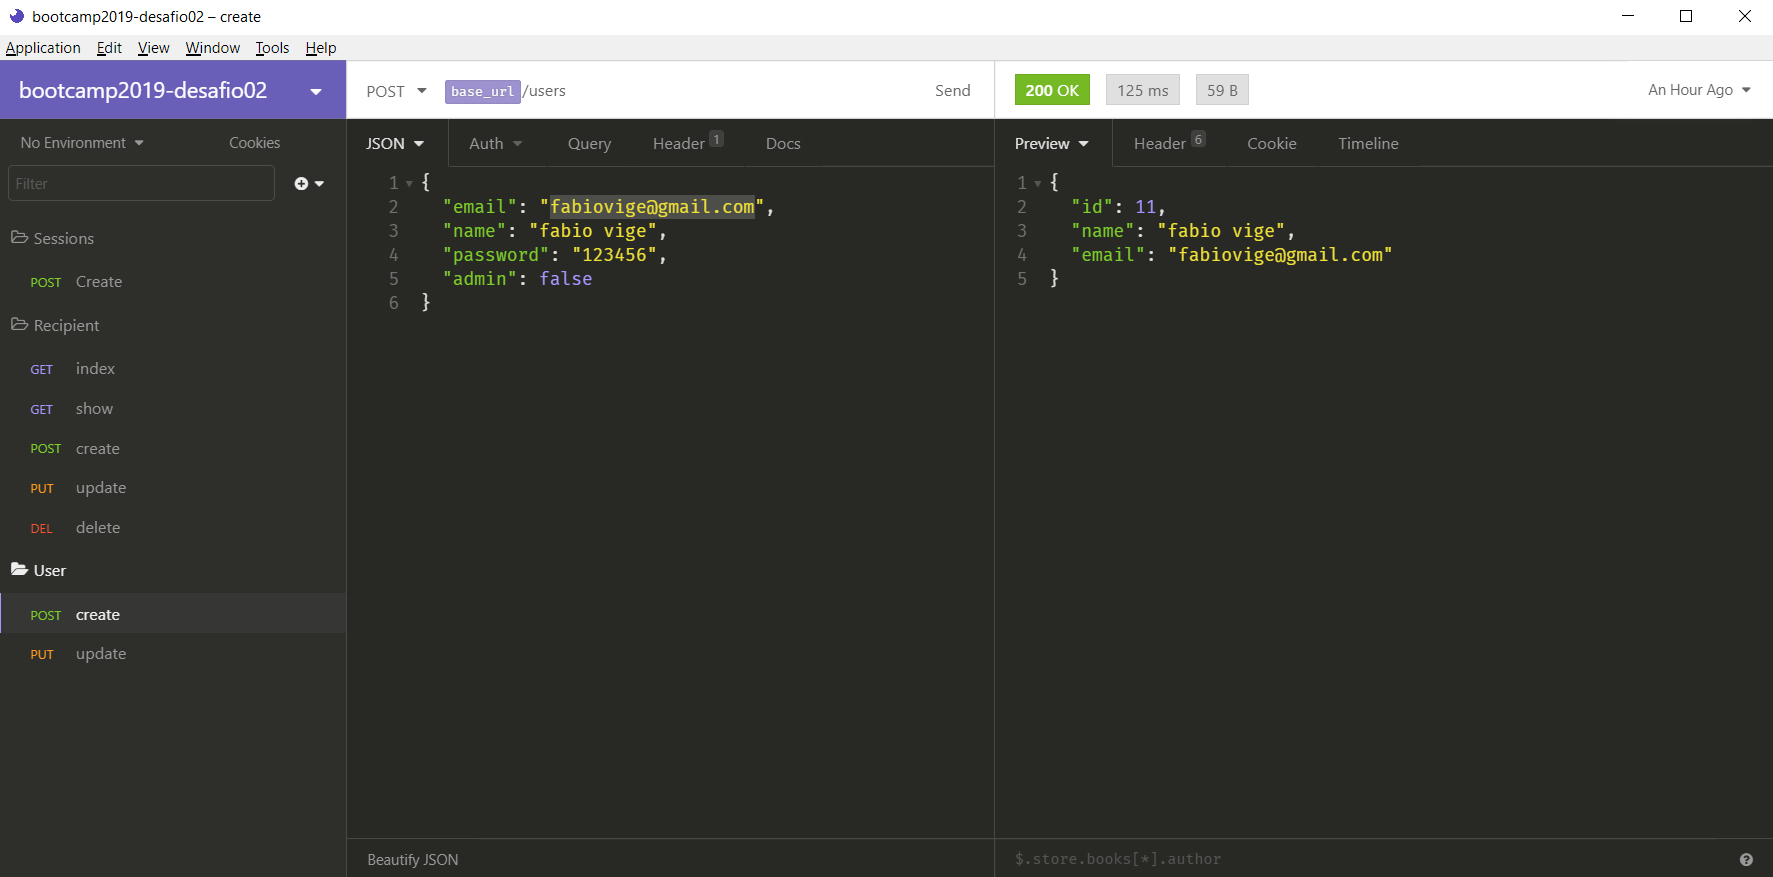 bootcamp2019-desafio02 – create
Application Edit View Window Tools Help
bootcamp2019-desafio02
No Environment Cookies
Filter
Sessions
POST Create
Recipient
GET index
GET show
POST create
PUT update
DEL delete
User
POST create
PUT update
POST base_url/users Send
JSON Auth Query Header 1 Docs
1 {
2 "email": "fabiovige@gmail.com",
3 "name": "fabio vige",
4 "password": "123456",
5 "admin": false
6 }
Beautify JSON
200 OK 125 ms 59 B An Hour Ago
Preview Header 6 Cookie Timeline
1 {
2 "id": 11,
3 "name": "fabio vige",
4 "email": "fabiovige@gmail.com"
5 }
$.store.books[*].author ?